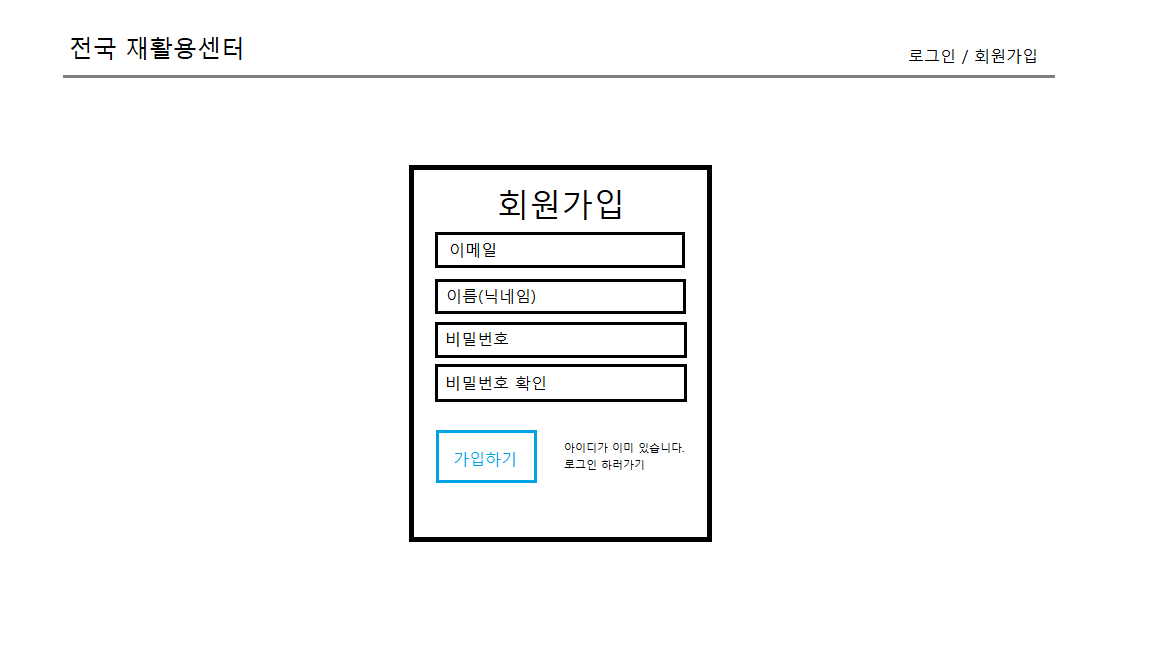 전국 재활용센터
로그인 / 회원가입
회원가입
이메일
이름(닉네임)
비밀번호
비밀번호 확인
가입하기
아이디가 이미 있습니다.
로그인 하러가기